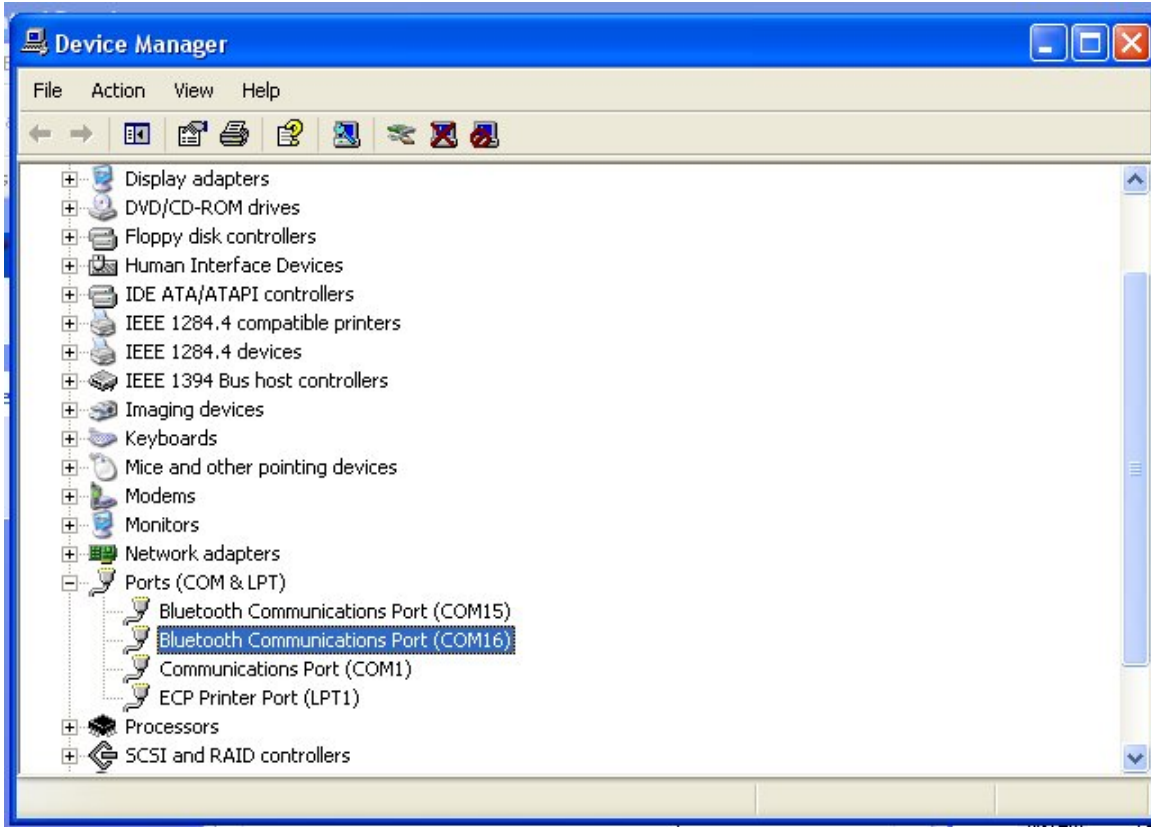 Device Manager
File Action View Help
Display adapters
DVD/CD-ROM drives
Floppy disk controllers
Human Interface Devices
IDE ATA/ATAPI controllers
IEEE 1284.4 compatible printers
IEEE 1284.4 devices
IEEE 1394 Bus host controllers
Imaging devices
Keyboards
Mice and other pointing devices
Modems
Monitors
Network adapters
Ports (COM & LPT)
Bluetooth Communications Port (COM15)
Bluetooth Communications Port (COM16)
Communications Port (COM1)
ECP Printer Port (LPT1)
Processors
SCSI and RAID controllers